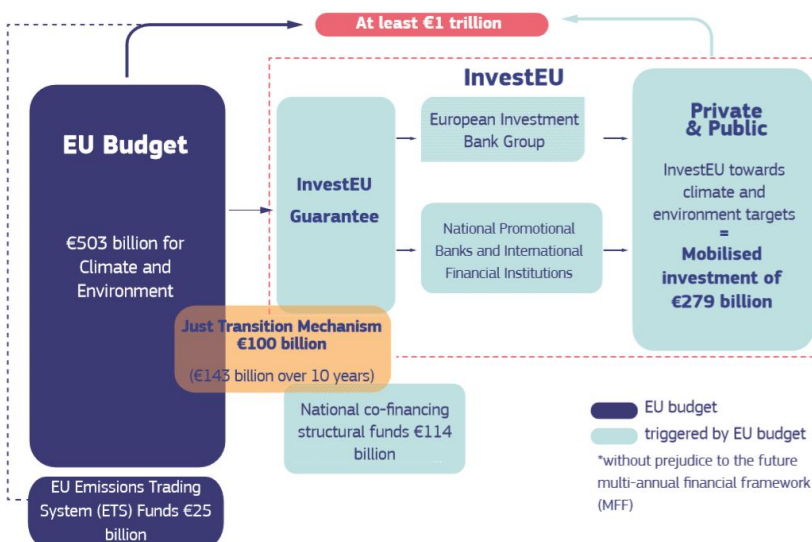 At least €1 trillion
EU Budget
€503 billion for
Climate and
Environment
InvestEU
InvestEU
Guarantee
European Investment
Bank Group
National Promotional
Banks and International
Financial Institutions
Private
& Public
InvestEU towards
climate and
environment targets
=
Mobilised
investment of
€279 billion
Just Transition Mechanism
€100 billion
(€143 billion over 10 years)
National co-financing
structural funds €114
billion
EU Emissions Trading
System (ETS) Funds €25
billion
EU budget
triggered by EU budget
*without prejudice to the future
multi-annual financial framework
(MFF)